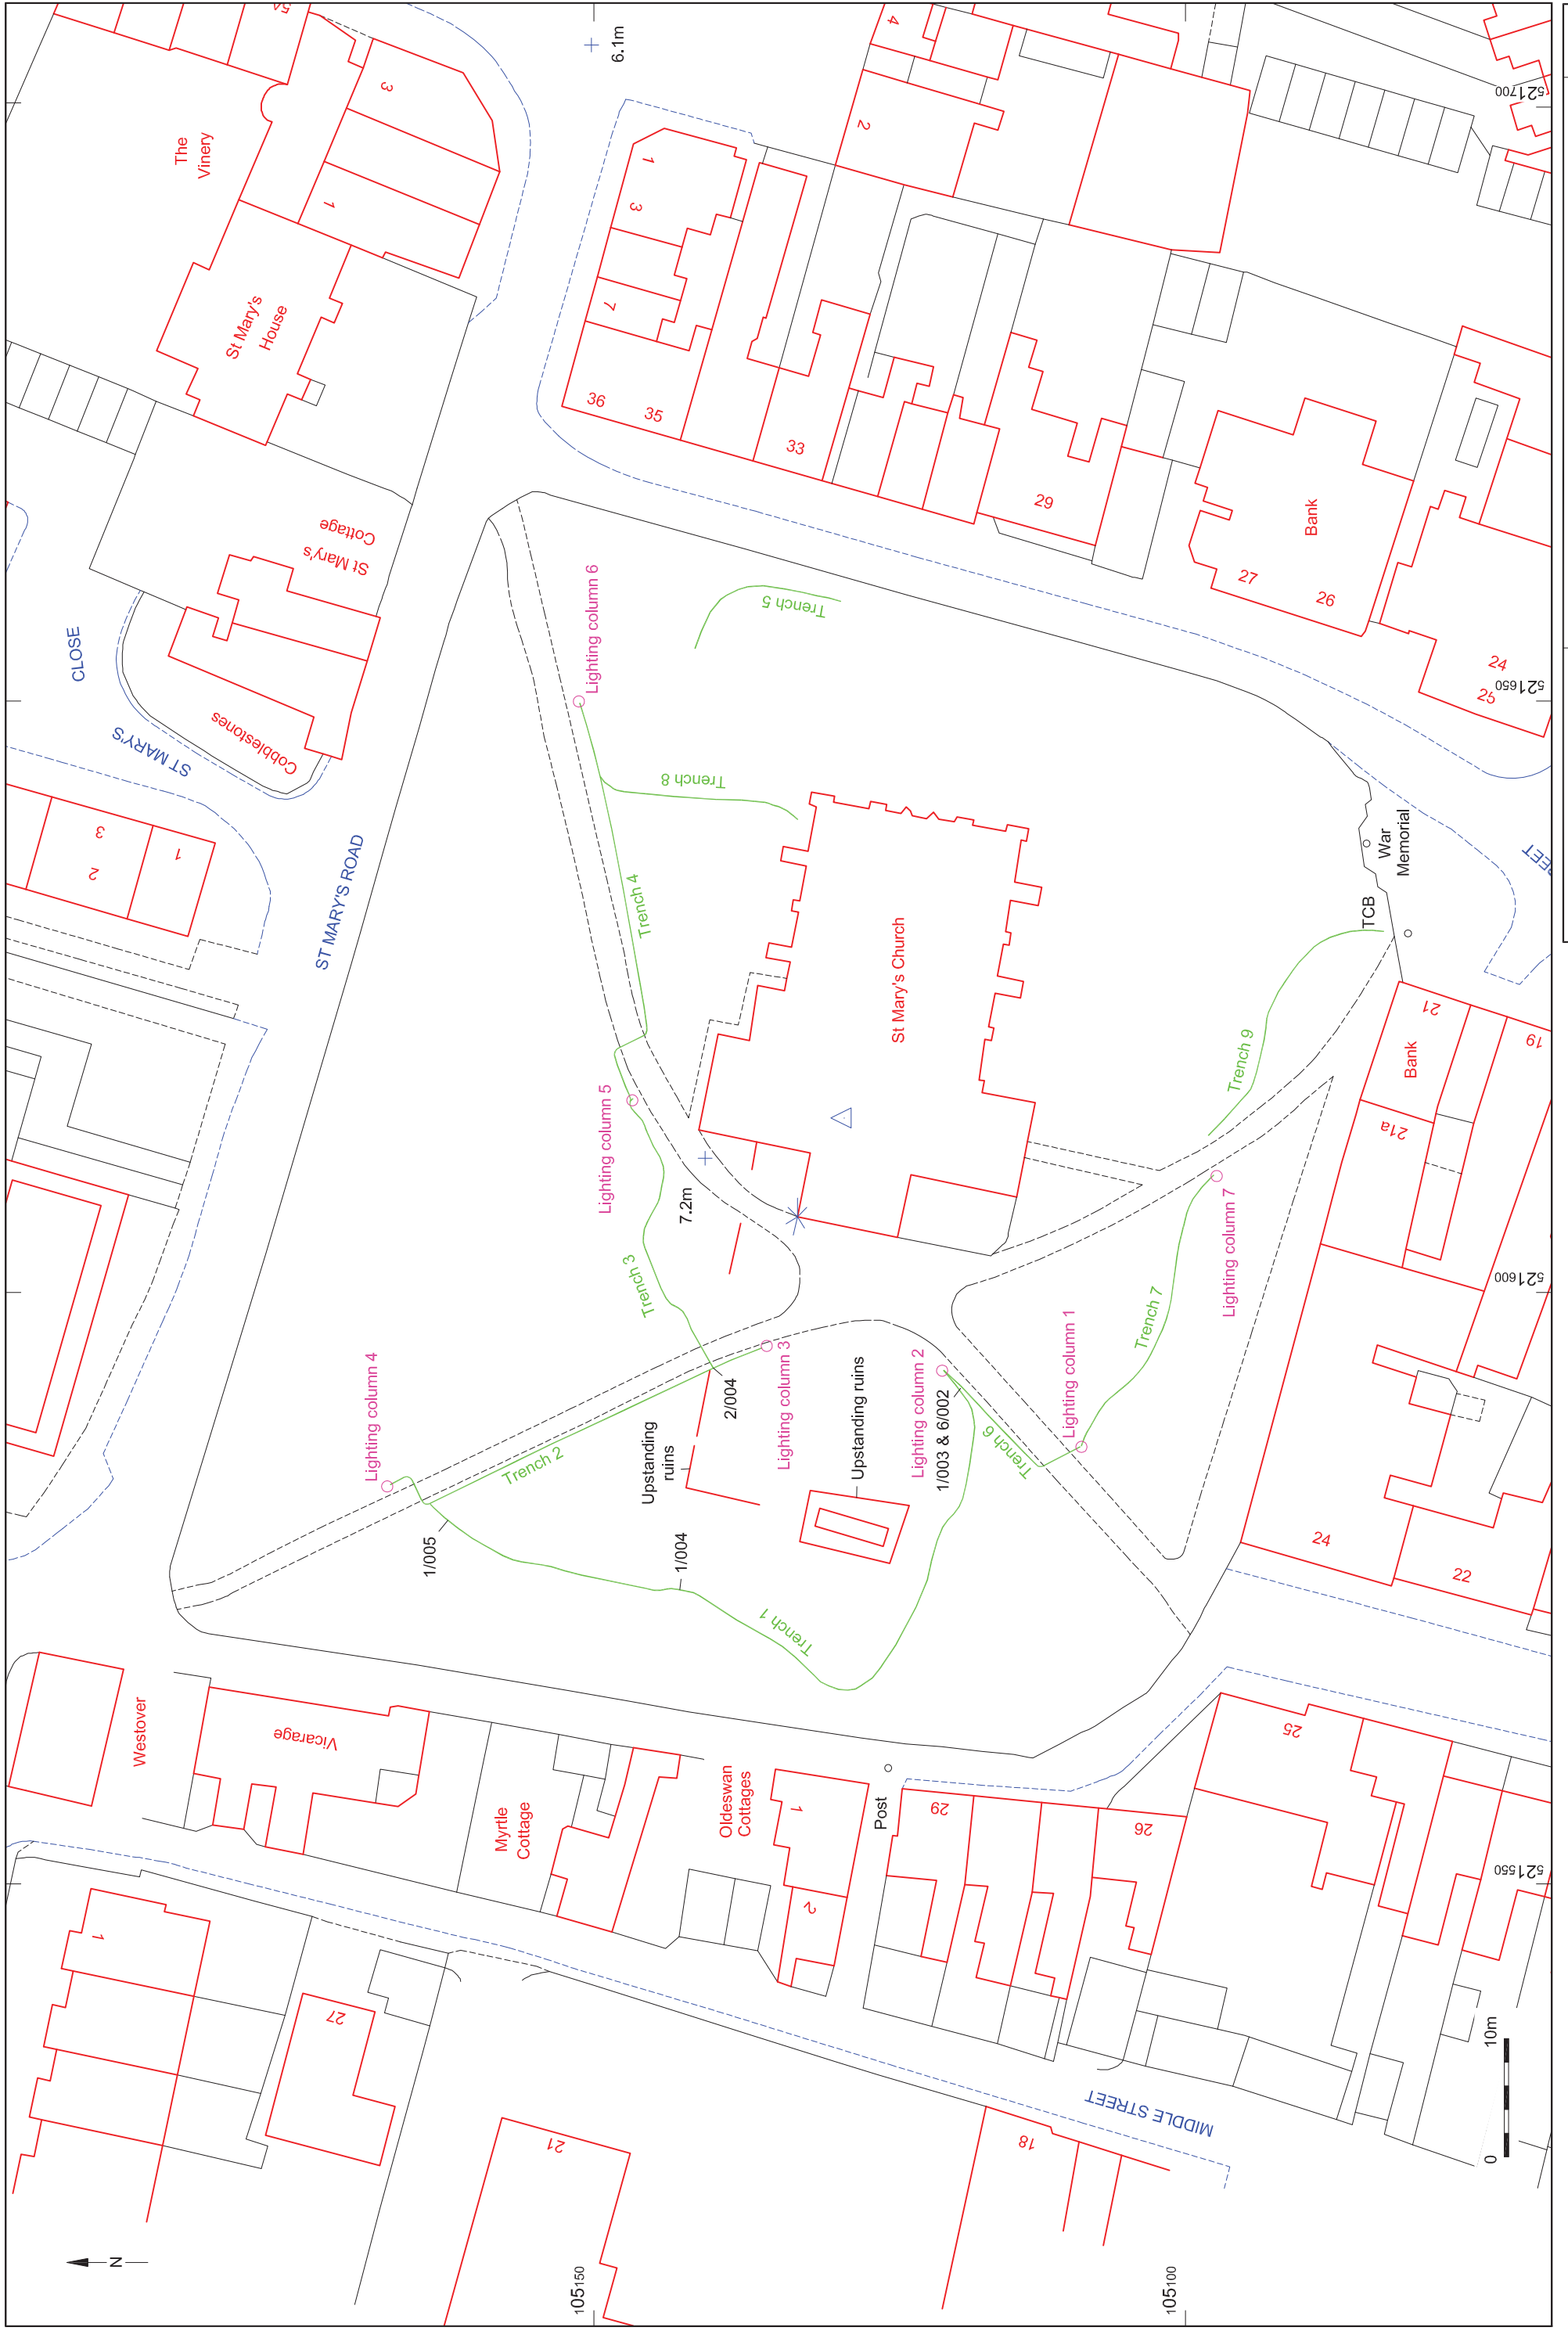 5A
3
The
Vinery
1
St Mary's
House
6.1m
4
2
521700
1
3
7
36
35
33
29
Bank
27
26
24
25
521650
St Mary's
Cottage
CLOSE
ST MARY'S
Cobblestones
3
2
1
ST MARY'S ROAD
Lighting column 6
Trench 5
Trench 8
Trench 4
St Mary's Church
War
Memorial
TCB
Lighting column 5
7.2m
Trench 3
Trench 9
Lighting column 7
Trench 7
21
Bank
19
21a
521600
Lighting column 4
Lighting column 3
2/004
Upstanding
ruins
Trench 2
Upstanding ruins
Lighting column 2
1/003 & 6/002
Lighting column 1
Trench 6
1/005
1/004
Trench 1
24
22
Westover
Vicarage
Myrtle
Cottage
Oldeswan
Cottages
1
2
Post
29
26
25
521550
1
27
21
18
MIDDLE STREET
0
10m
N
105150
105100